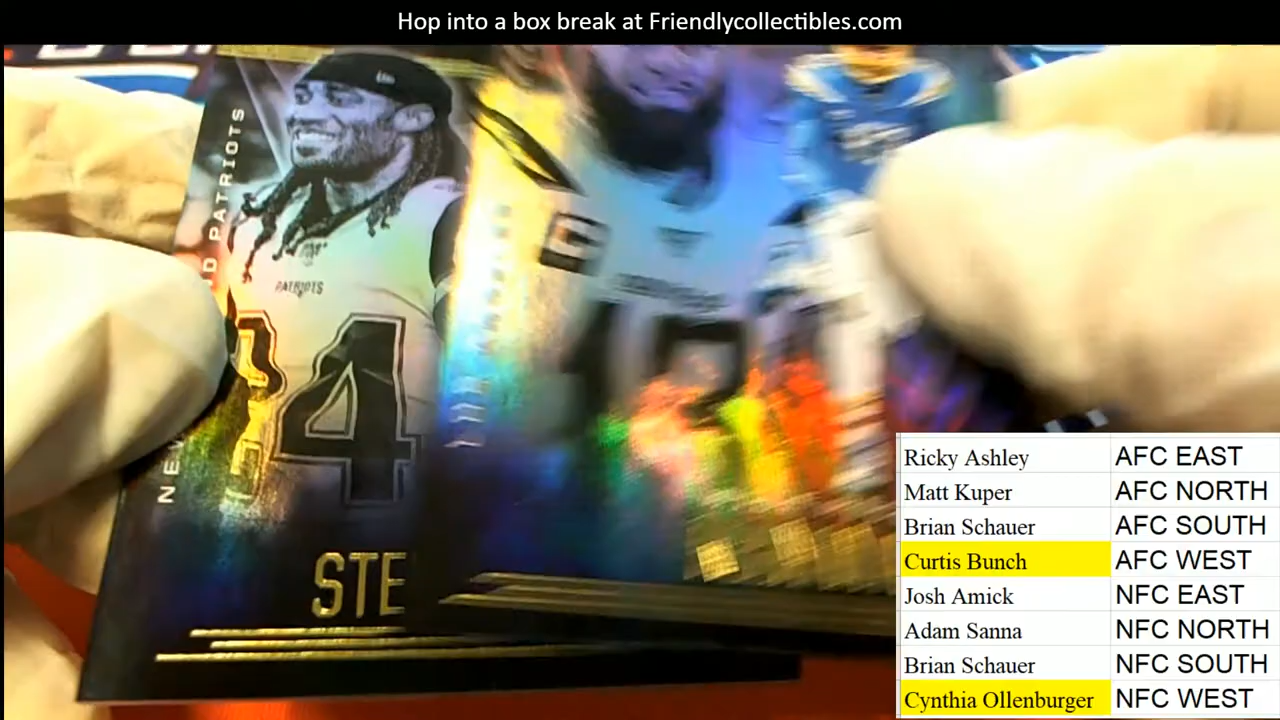 Hop into a box break at Friendlycollectibles.com
D PATRIOTS
NE
PATRIOTS
34
STE
Ricky Ashley AFC EAST
Matt Kuper AFC NORTH
Brian Schauer AFC SOUTH
Curtis Bunch AFC WEST
Josh Amick NFC EAST
Adam Sanna NFC NORTH
Brian Schauer NFC SOUTH
Cynthia Ollenburger NFC WEST